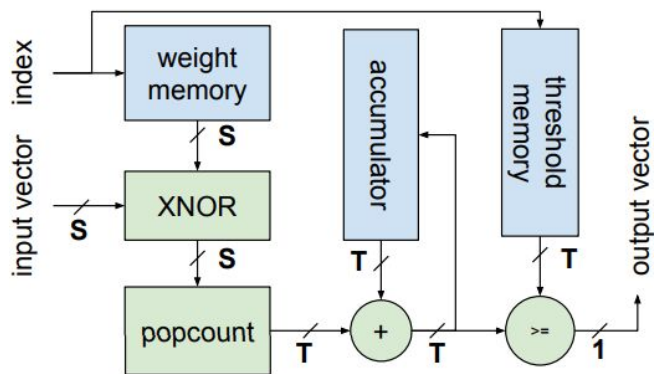 index
weight
memory
S
input vector
S
XNOR
S
popcount
T
accumulator
T
+
T
threshold
memory
T
>=
1
output vector